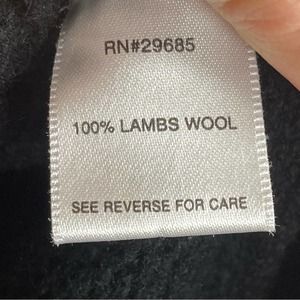 RN#29685
100% LAMBS WOOL
SEE REVERSE FOR CARE